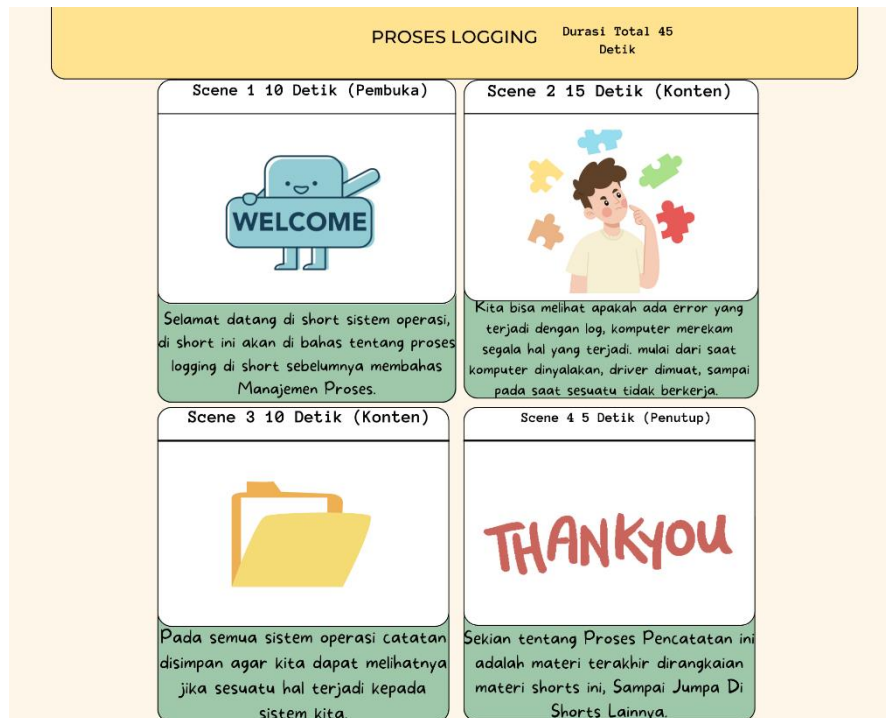 PROSES LOGGING
Durasi Total 45
Detik
Scene 1 10 Detik (Pembuka)
WELCOME
Selamat datang di short sistem operasi,
di short ini akan di bahas tentang proses
logging di short sebelumnya membahas
Manajemen Proses.
Scene 2 15 Detik (Konten)
Kita bisa melihat apakah ada error yang
terjadi dengan log, komputer merekam
segala hal yang terjadi. mulai dari saat
komputer dinyalakan, driver dimuat, sampai
pada saat sesuatu tidak berkerja.
Scene 3 10 Detik (Konten)
Pada semua sistem operasi catatan
disimpan agar kita dapat melihatnya
jika sesuatu hal terjadi kepada
sistem kita.
Scene 4 5 Detik (Penutup)
THANKYOU
Sekian tentang Proses Pencatatan ini
adalah materi terakhir dirangkaian
materi shorts ini, Sampai Jumpa Di
Shorts Lainnya.